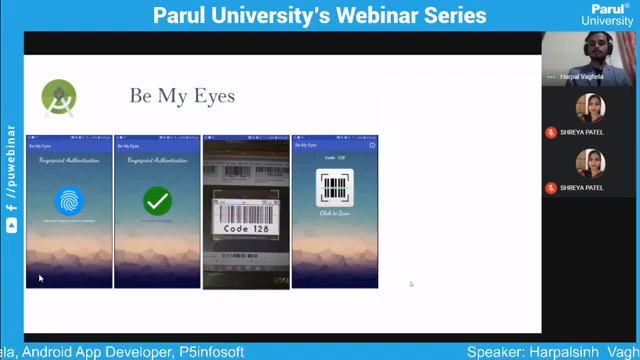 Parul University's Webinar Series
Parul®
University
Be My Eyes
Harpal Vaghela
SHREYA PATEL
SHREYA PATEL
//puwebinar
Be My Eyes
Fingerprint Authentication
Be My Eyes
Fingerprint Authentication
Code 128
Be My Eyes
Code 128
Click to Scan
ela, Android App Developer, P5infosoft
Speaker: Harpalsinh Vagh